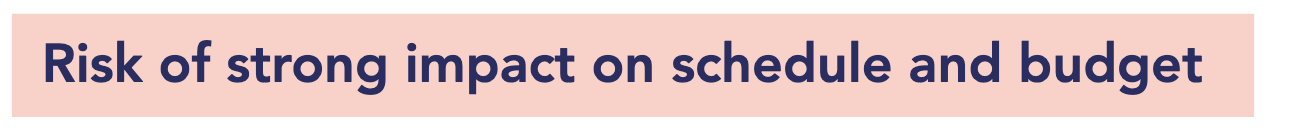 Risk of strong impact on schedule and budget